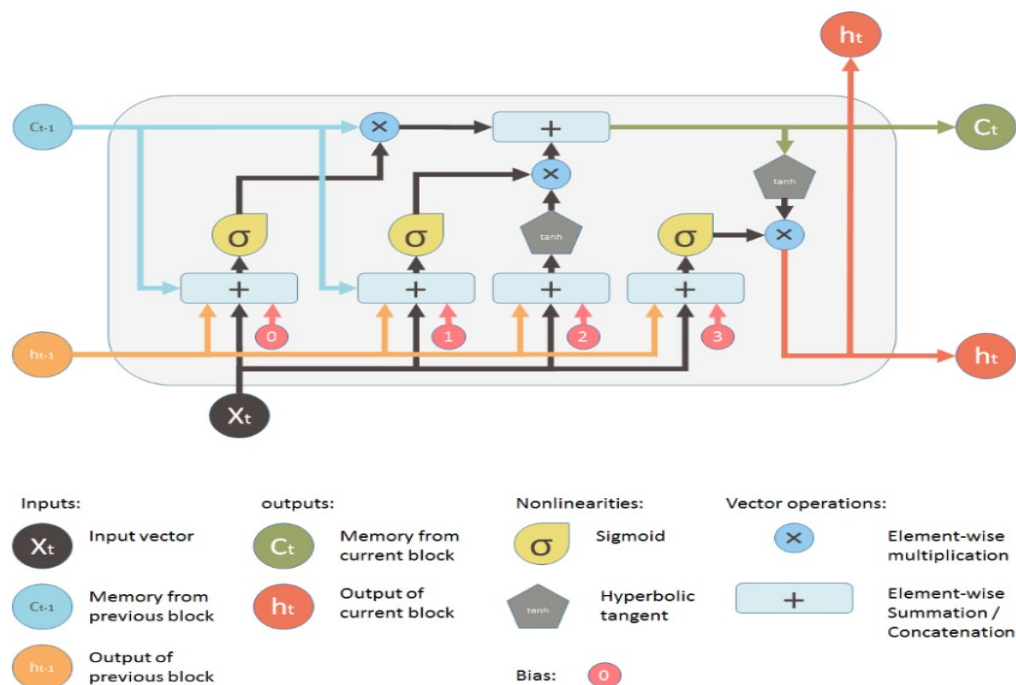 ht
Ct-1
×
+
Ct
×
tanh
σ
σ
tanh
σ
×
+
+
+
+
0
1
2
3
ht-1
ht
Xt
Inputs:
outputs:
Nonlinearities:
Vector operations:
Xt
Input vector
Ct
Memory from
current block
σ
Sigmoid
×
Element-wise
multiplication
Ct-1
Memory from
previous block
ht
Output of
current block
tanh
Hyperbolic
tangent
+
Element-wise
Summation /
Concatenation
ht-1
Output of
previous block
Bias:
0